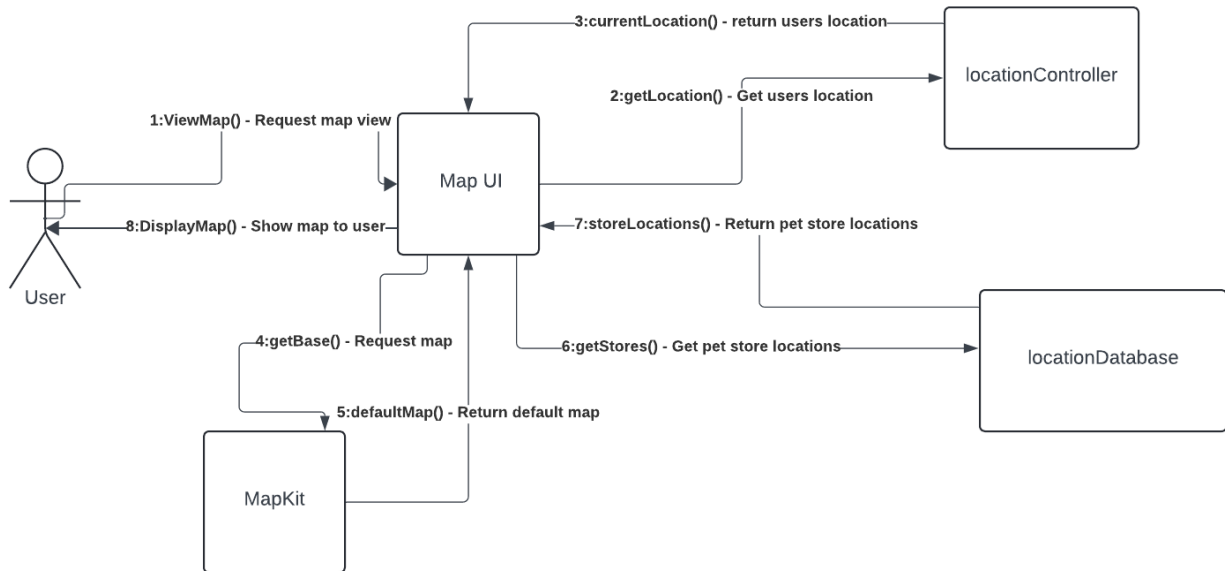 3:currentLocation() - return users location
locationController
2:getLocation() - Get users location
1:ViewMap() - Request map view
Map UI
8:DisplayMap() - Show map to user
7:storeLocations() - Return pet store locations
User
4:getBase() - Request map
6:getStores() - Get pet store locations
locationDatabase
5:defaultMap() - Return default map
MapKit